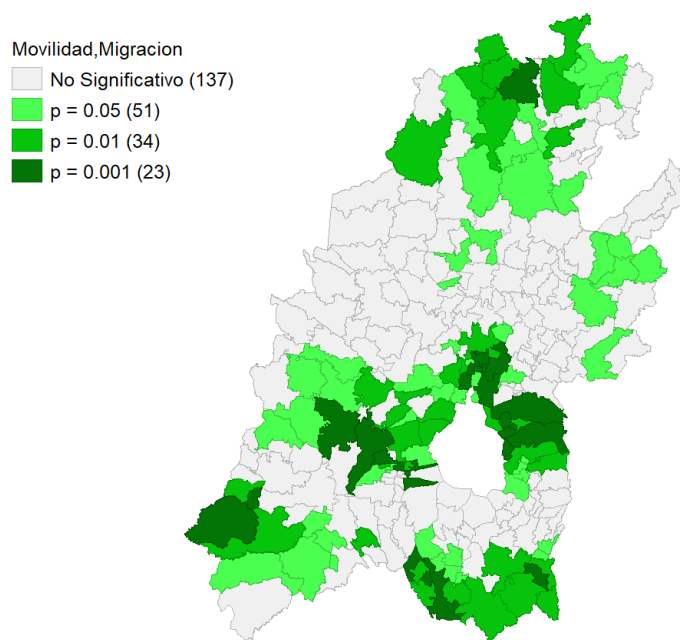 Movilidad,Migracion
No Significativo (137)
p = 0.05 (51)
p = 0.01 (34)
p = 0.001 (23)